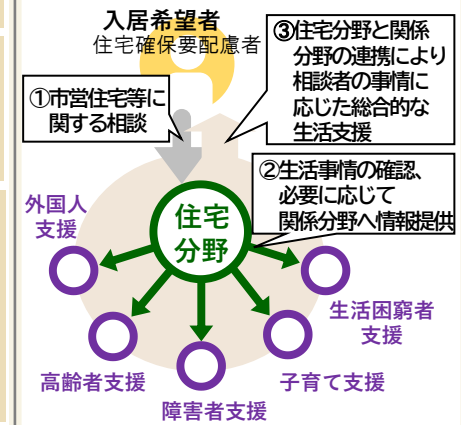 入居希望者
住宅確保要配慮者
③住宅分野と関係
分野の連携により
相談者の事情に
応じた総合的な
生活支援
①市営住宅等に
関する相談
②生活事情の確認、
必要に応じて
関係分野へ情報提供
住宅
分野
外国人
支援
高齢者支援
障害者支援
子育て支援
生活困窮者
支援